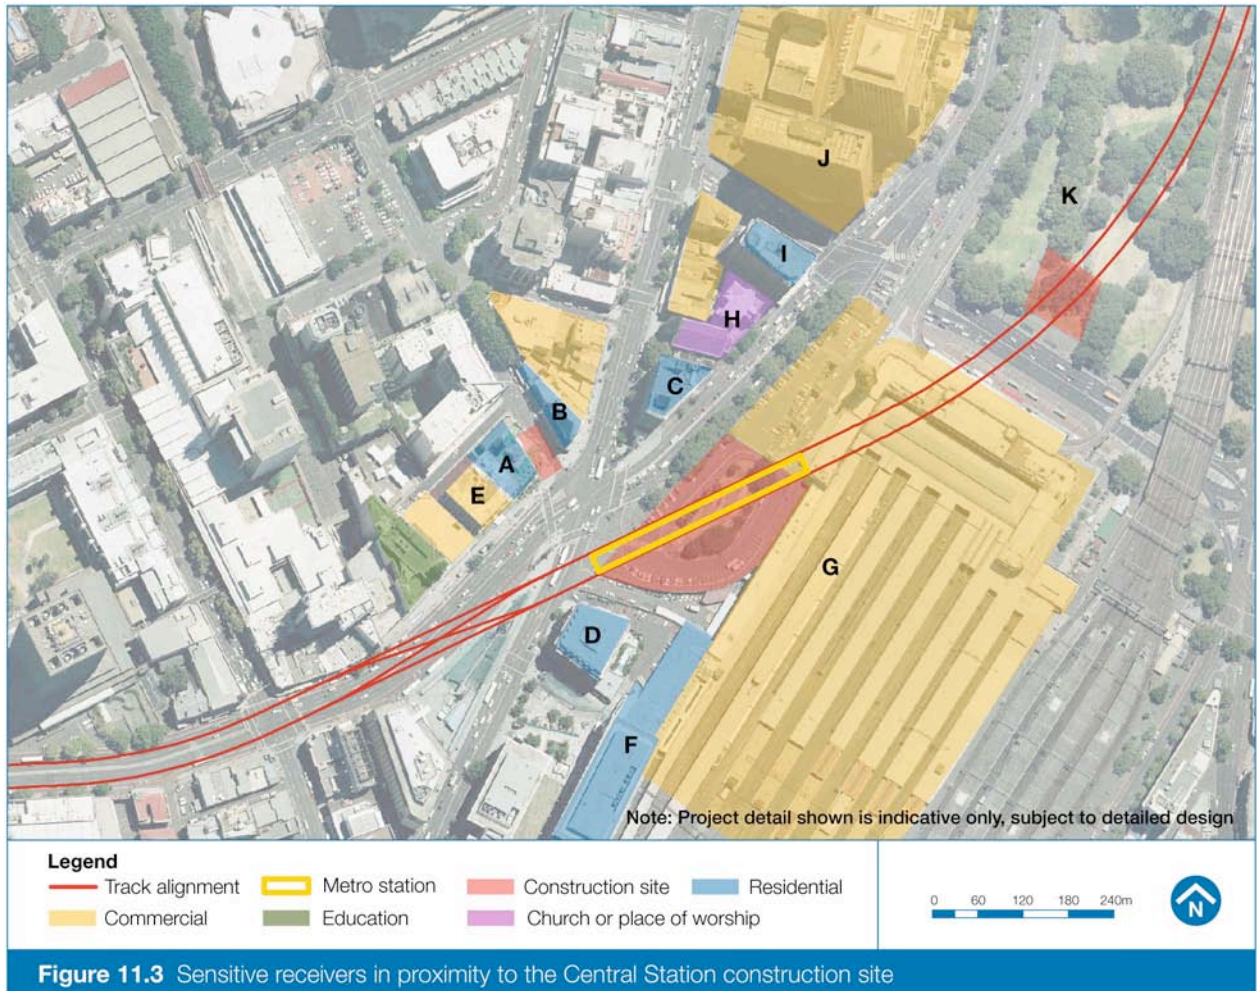 J
K
I
H
C
B
A
E
G
D
F
Note: Project detail shown is indicative only, subject to detailed design
Legend
Track alignment
Metro station
Construction site
Residential
Commercial
Education
Church or place of worship
0 60 120 180 240m
N
Figure 11.3 Sensitive receivers in proximity to the Central Station construction site